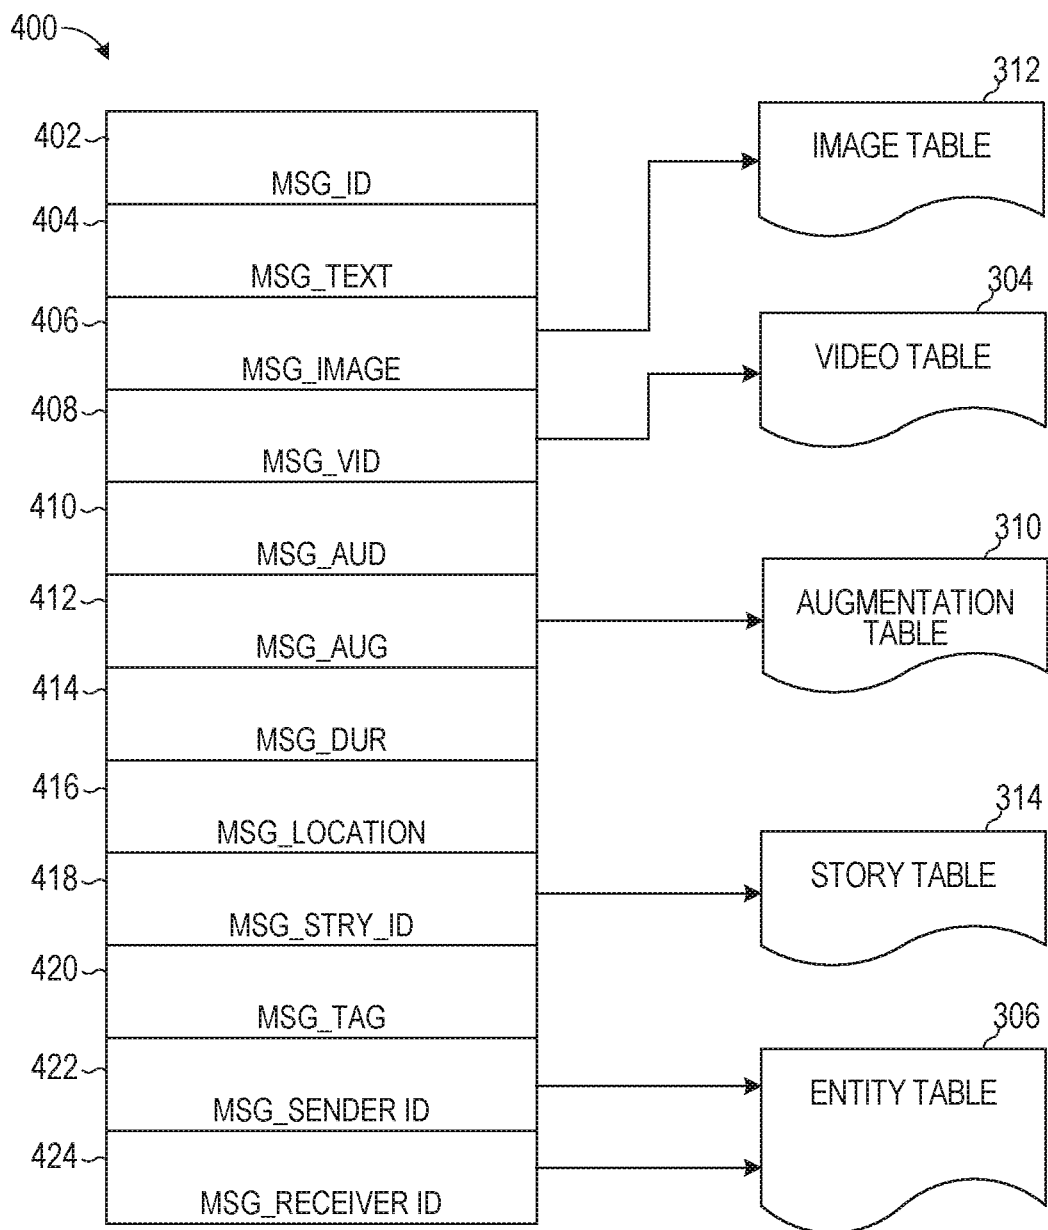 400
402
MSG_ID
404
MSG_TEXT
406
MSG_IMAGE
408
MSG_VID
410
MSG_AUD
412
MSG_AUG
414
MSG_DUR
416
MSG_LOCATION
418
MSG_STRY_ID
420
MSG_TAG
422
MSG_SENDER ID
424
MSG_RECEIVER ID
312
IMAGE TABLE
304
VIDEO TABLE
310
AUGMENTATION
TABLE
314
STORY TABLE
306
ENTITY TABLE